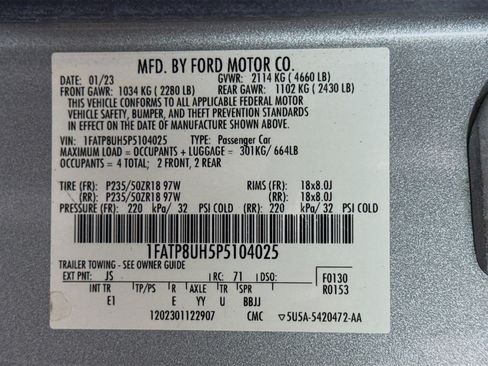 MFD. BY FORD MOTOR CO.
DATE: 01/23 GVWR: 2114 KG ( 4660 LB)
FRONT GAWR: 1034 KG ( 2280 LB) REAR GAWR: 1102 KG ( 2430 LB)
THIS VEHICLE CONFORMS TO ALL APPLICABLE FEDERAL MOTOR
VEHICLE SAFETY, BUMPER, AND THEFT PREVENTION STANDARDS
IN EFFECT ON THE DATE OF MANUFACTURE SHOWN ABOVE.
VIN: 1FATP8UH5P5104025 TYPE: Passenger Car
MAXIMUM LOAD = OCCUPANTS + LUGGAGE = 301KG/ 664LB
OCCUPANTS = 4 TOTAL; 2 FRONT, 2 REAR
TIRE (FR): P235/50ZR18 97W RIMS (FR): 18x8.0J
(RR): P235/50ZR18 97W (RR): 18x8.0J
PRESSURE (FR): 220 kPa/ 32 PSI COLD (RR): 220 kPa/ 32 PSI COLD
1FATP8UH5P5104025
TRAILER TOWING - SEE OWNER GUIDE
EXT PNT: JS RC: 71 DSO: F0130
INT TR TP/PS R AXLE TR SPR R0153
E1 E YY U BBJJ
1202301122907 CMC ▽5U5A-5420472-AA